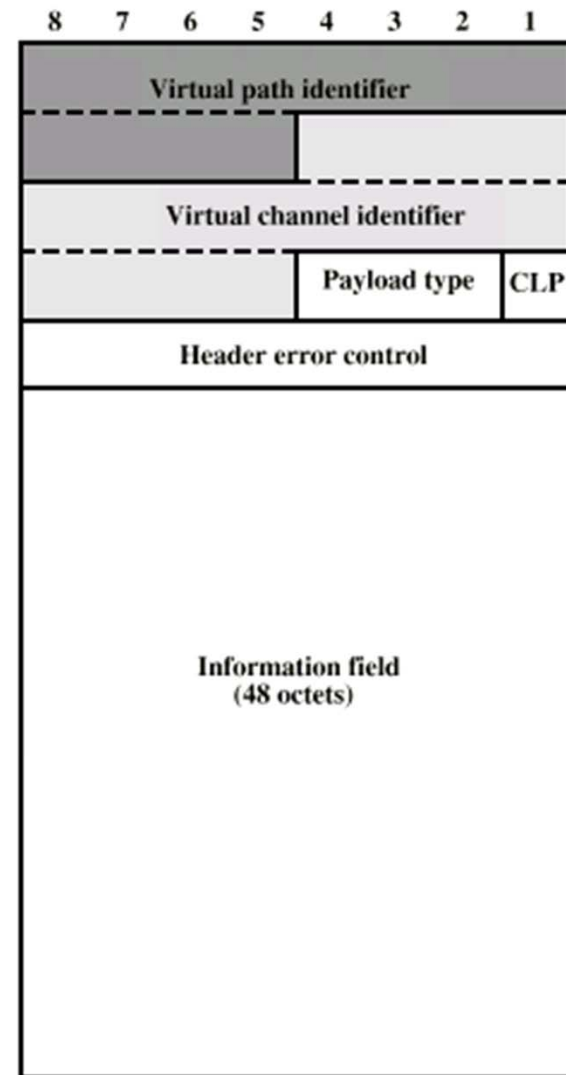 8 7 6 5 4 3 2 1
Virtual path identifier
Virtual channel identifier
Payload type CLP
Header error control
Information field
(48 octets)